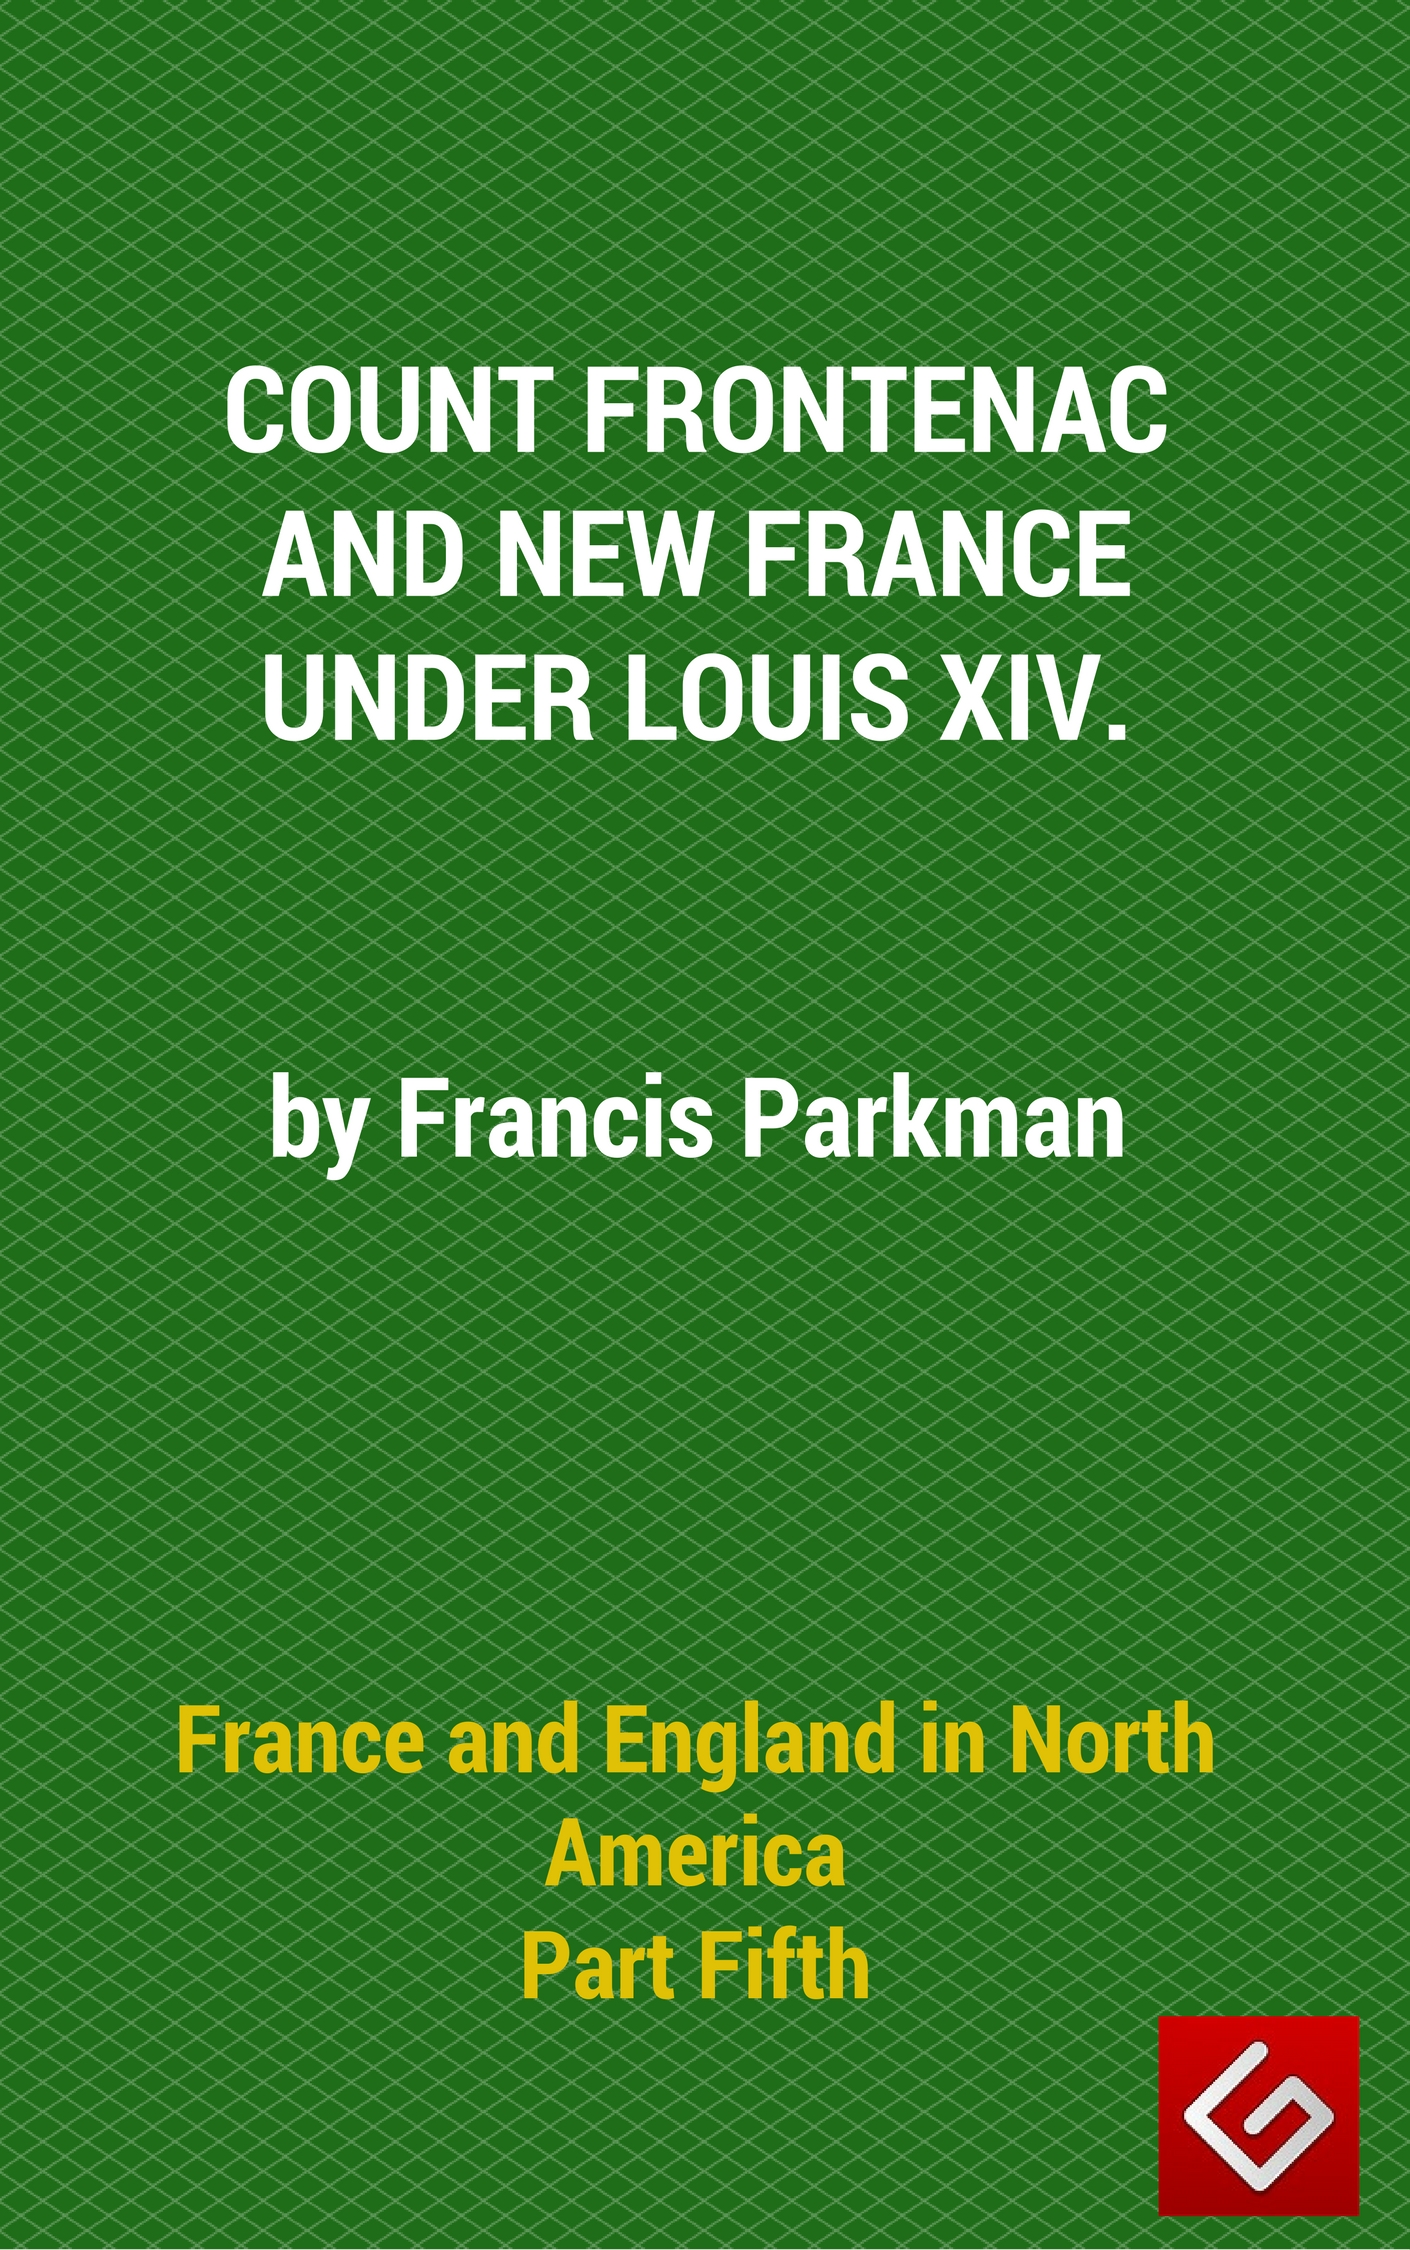 COUNT FRONTENAC
AND NEW FRANCE
UNDER LOUIS XIV.
by Francis Parkman
France and England in North
America
Part Fifth